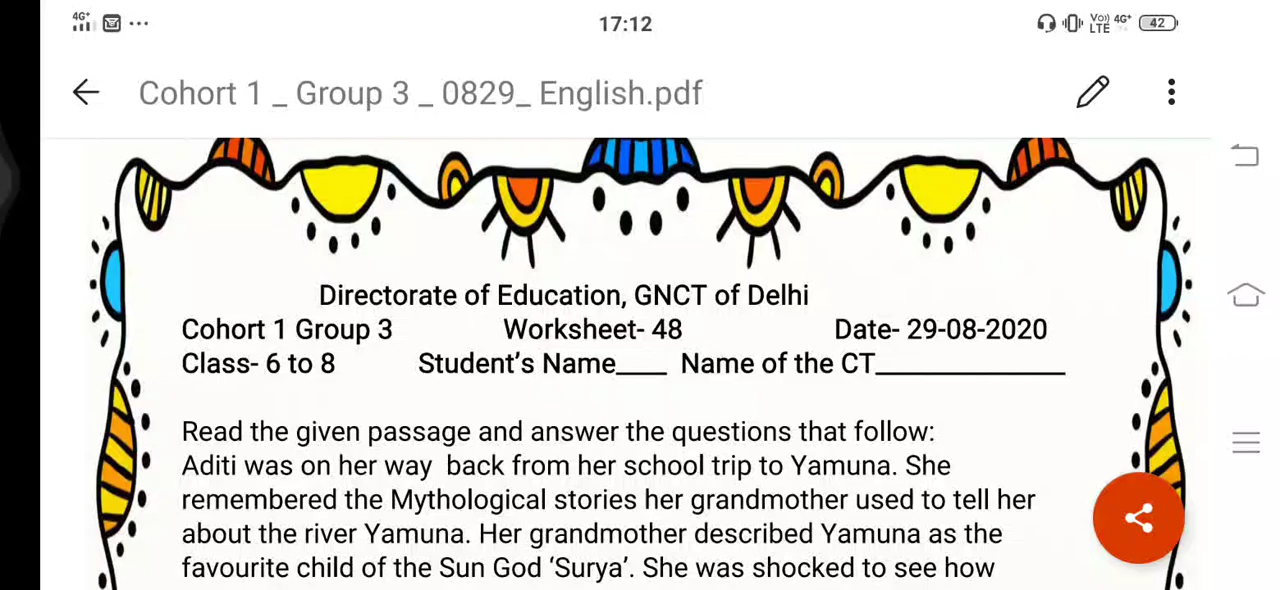 4G+ ... 17:12 Vo) LTE 4G+ 42
Cohort 1 _ Group 3 _ 0829_ English.pdf
Directorate of Education, GNCT of Delhi
Cohort 1 Group 3 Worksheet- 48 Date- 29-08-2020
Class- 6 to 8 Student's Name____ Name of the CT______________
Read the given passage and answer the questions that follow:
Aditi was on her way back from her school trip to Yamuna. She
remembered the Mythological stories her grandmother used to tell her
about the river Yamuna. Her grandmother described Yamuna as the
favourite child of the Sun God ‘Surya’. She was shocked to see how